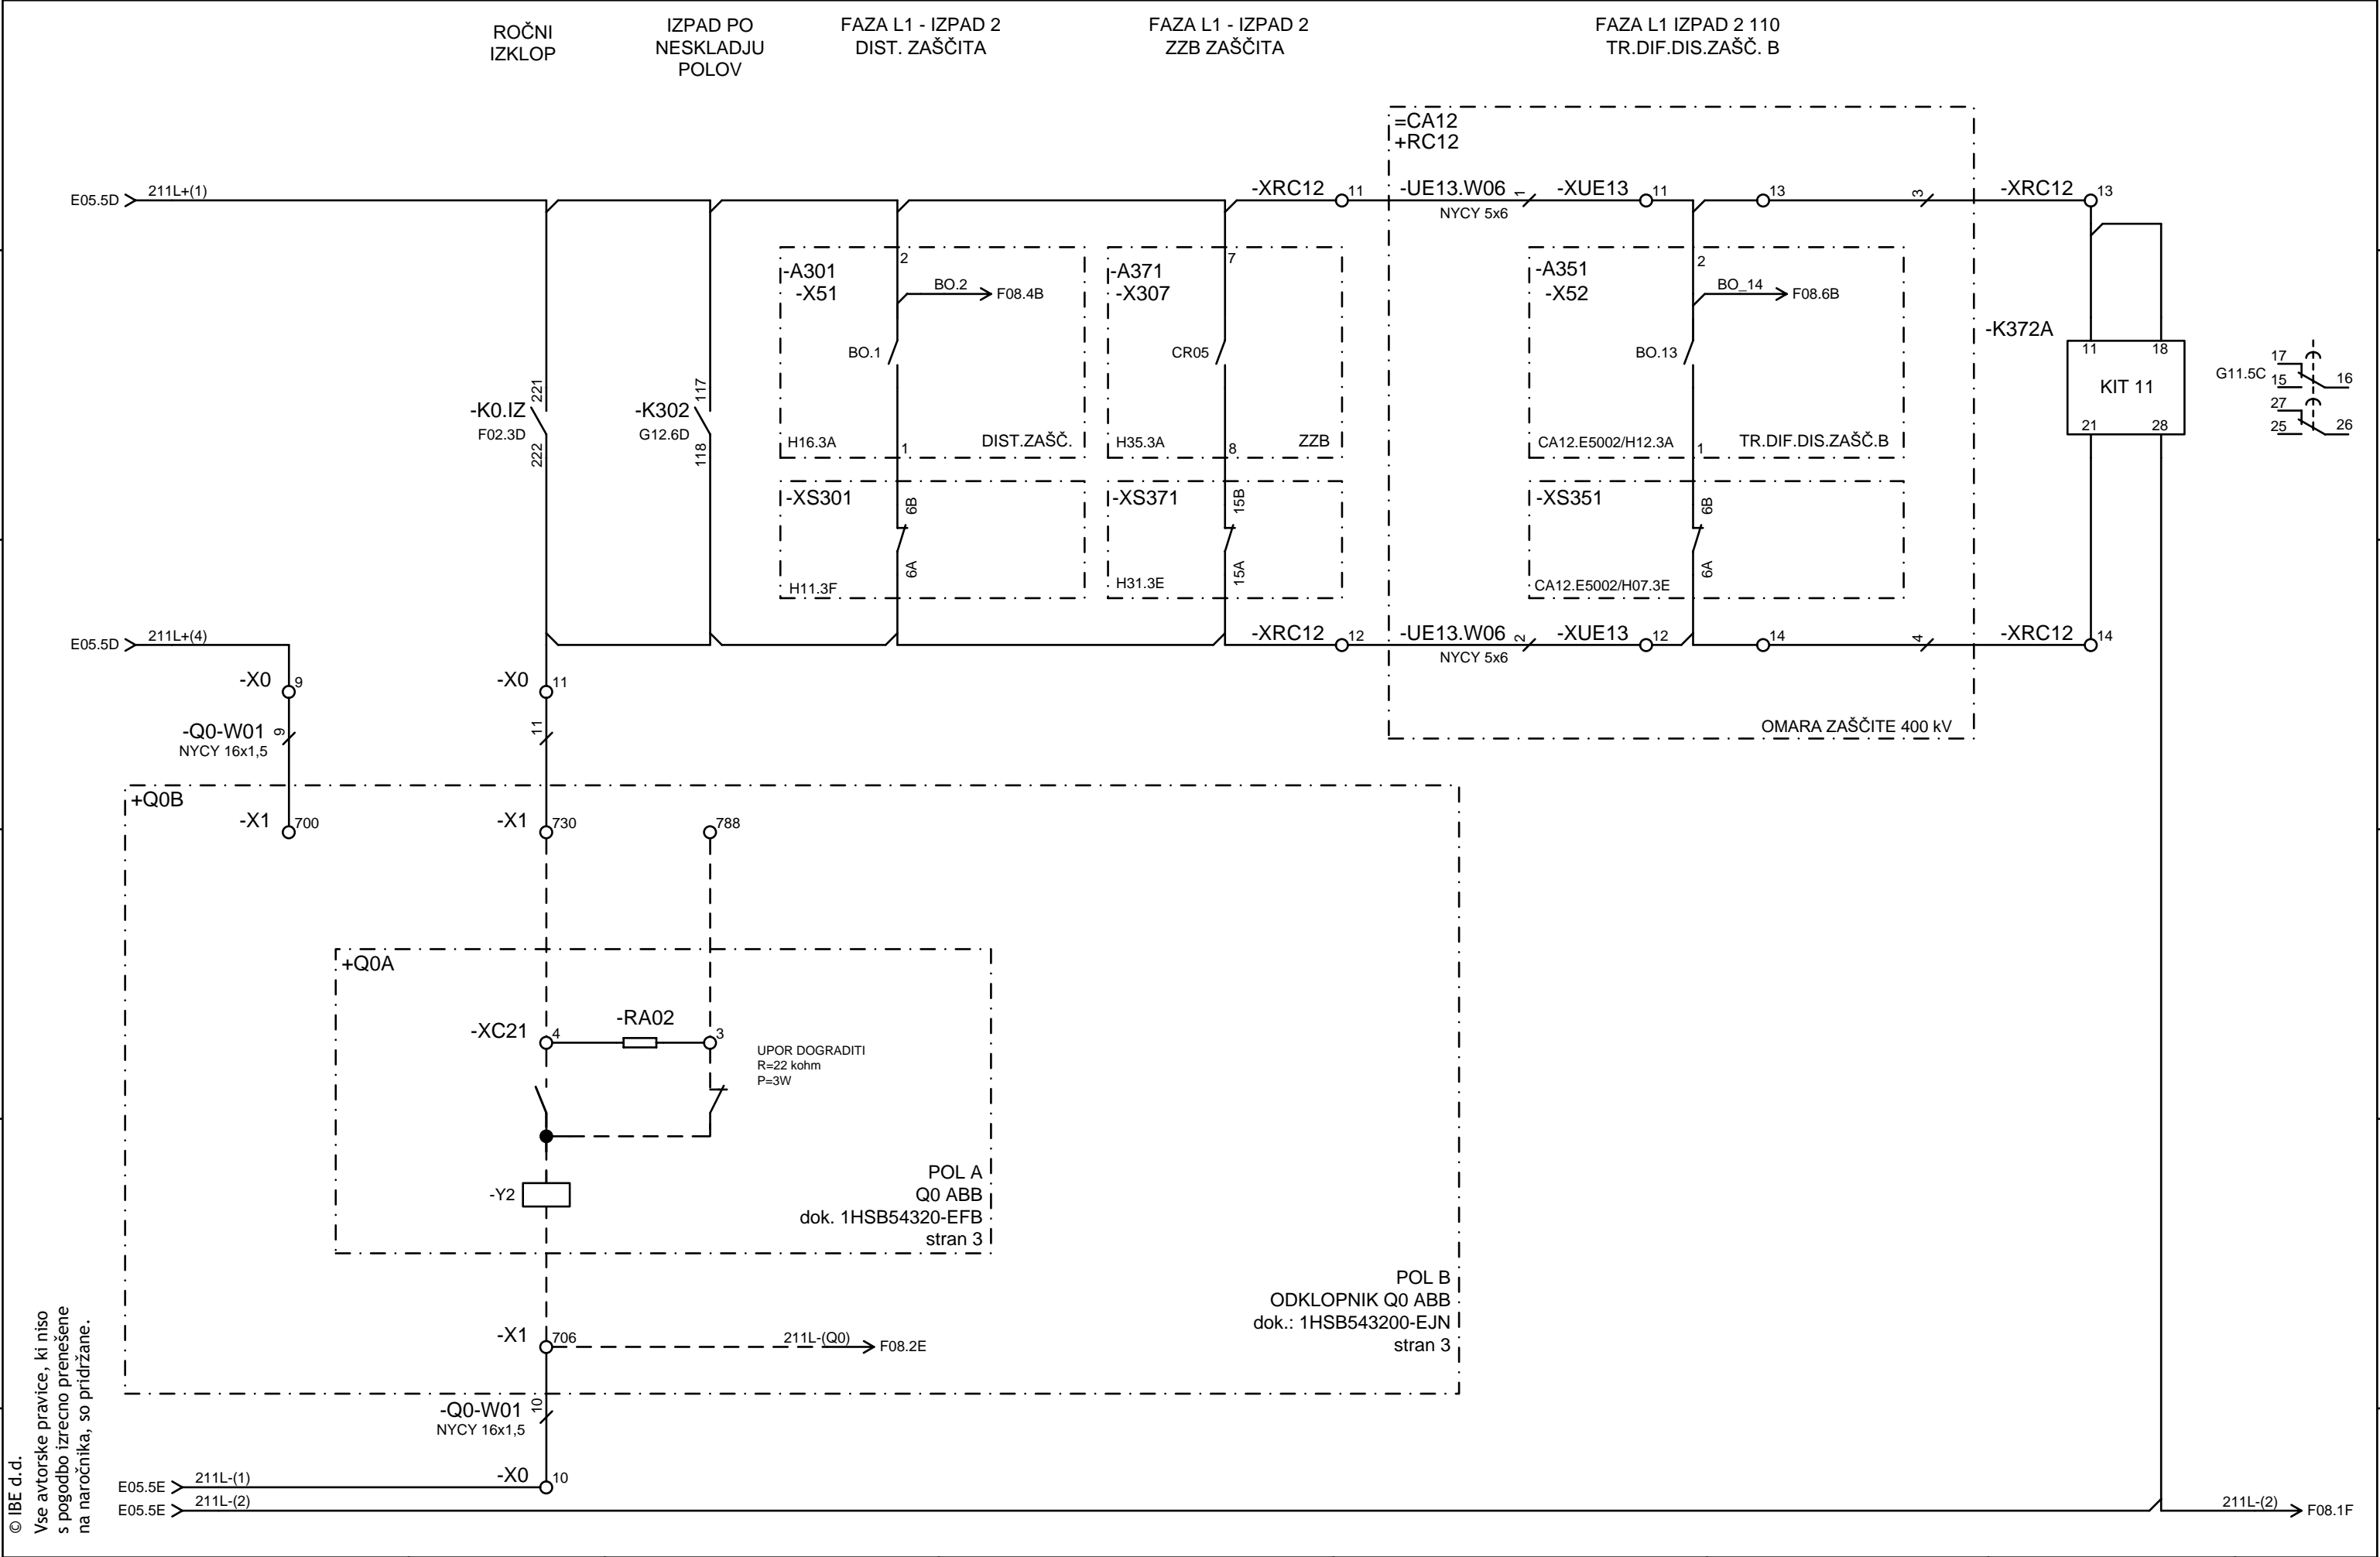 ROČNI
IZKLOP
IZPAD PO
NESKLADJU
POLOV
FAZA L1 - IZPAD 2
DIST. ZAŠČITA
FAZA L1 - IZPAD 2
ZZB ZAŠČITA
FAZA L1 IZPAD 2 110
TR.DIF.DIS.ZAŠČ. B
=CA12
+RC12
E05.5D
211L+(1)
-XRC12
11
-UE13.W06
1
NYCY 5x6
-XUE13
11
13
3
-XRC12
13
-A301
-X51
2
BO.2
F08.4B
BO.1
H16.3A
1
DIST.ZAŠČ.
-A371
-X307
7
CR05
H35.3A
8
ZZB
-A351
-X52
2
BO_14
F08.6B
BO.13
CA12.E5002/H12.3A
1
TR.DIF.DIS.ZAŠČ.B
-K372A
11
18
KIT 11
21
28
G11.5C
17
15
16
27
25
26
-K0.IZ
F02.3D
221
222
-K302
G12.6D
117
118
-XS301
6B
6A
H11.3F
-XS371
15B
15A
H31.3E
-XS351
6B
6A
CA12.E5002/H07.3E
E05.5D
211L+(4)
-XRC12
12
-UE13.W06
2
NYCY 5x6
-XUE13
12
14
4
-XRC12
14
OMARA ZAŠČITE 400 kV
-X0
9
-X0
11
-Q0-W01
9
NYCY 16x1,5
11
+Q0B
-X1
700
-X1
730
788
+Q0A
-XC21
4
-RA02
3
UPOR DOGRADITI
R=22 kohm
P=3W
-Y2
POL A
Q0 ABB
dok. 1HSB54320-EFB
stran 3
POL B
ODKLOPNIK Q0 ABB
dok.: 1HSB543200-EJN
stran 3
-X1
706
211L-(Q0)
F08.2E
-Q0-W01
10
NYCY 16x1,5
-X0
10
E05.5E
211L-(1)
E05.5E
211L-(2)
211L-(2)
F08.1F
© IBE d.d.
Vse avtorske pravice, ki niso
s pogodbo izrecno prenešene
na naročnika, so pridržane.